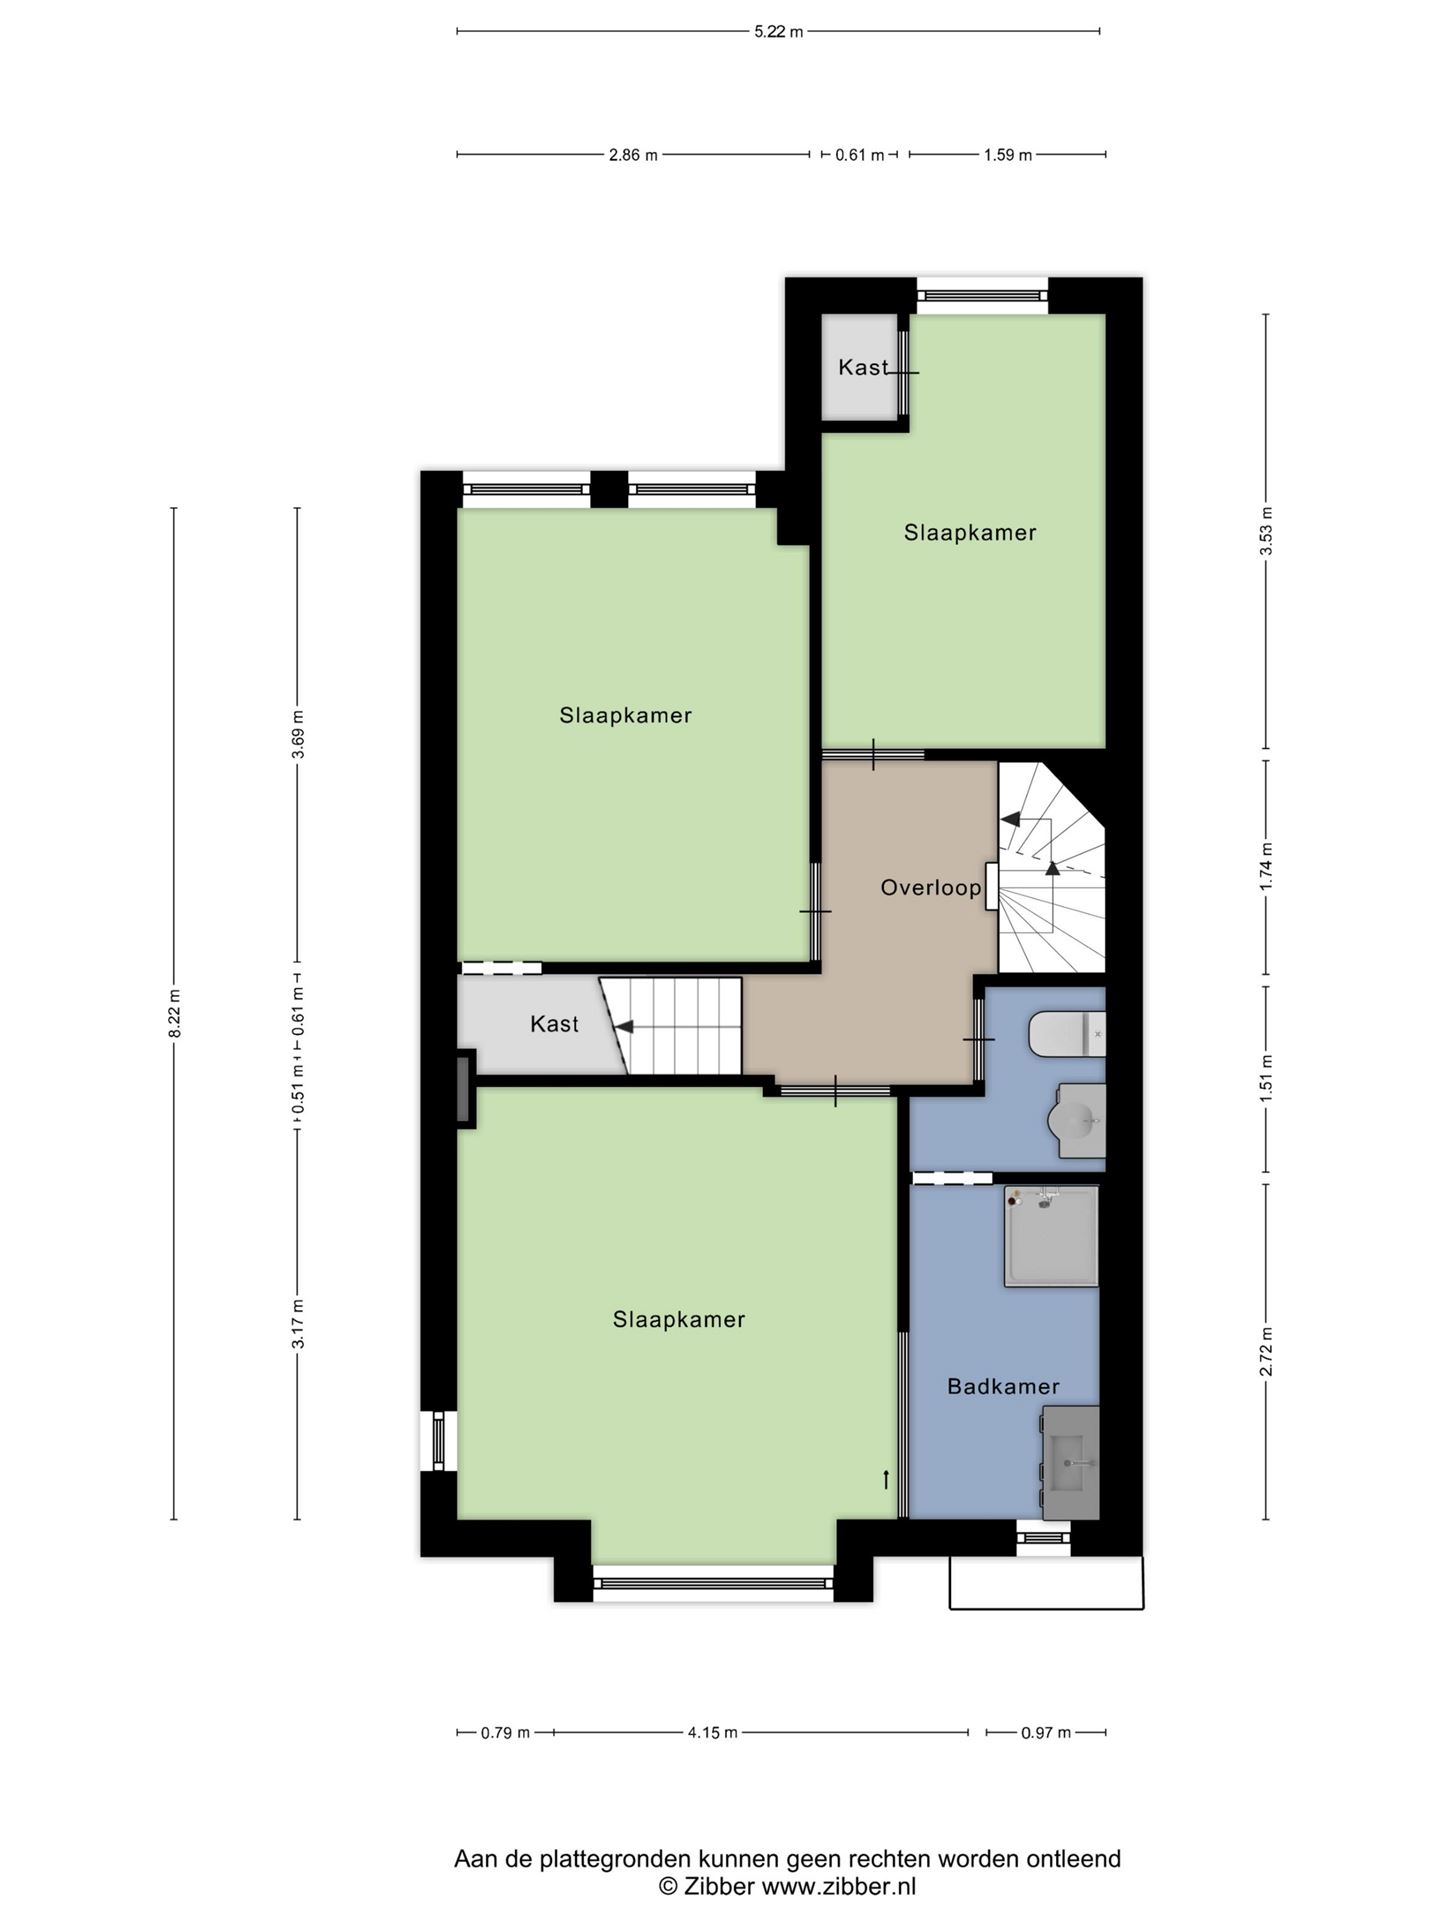 5.22 m
2.86 m
0.61 m
1.59 m
Kast
Slaapkamer
3.53 m
Slaapkamer
3.69 m
Overloop
1.74 m
8.22 m
0.61 m
Kast
0.51 m
1.51 m
Slaapkamer
3.17 m
2.72 m
Badkamer
0.79 m
4.15 m
0.97 m
Aan de plattegronden kunnen geen rechten worden ontleend
© Zibber www.zibber.nl